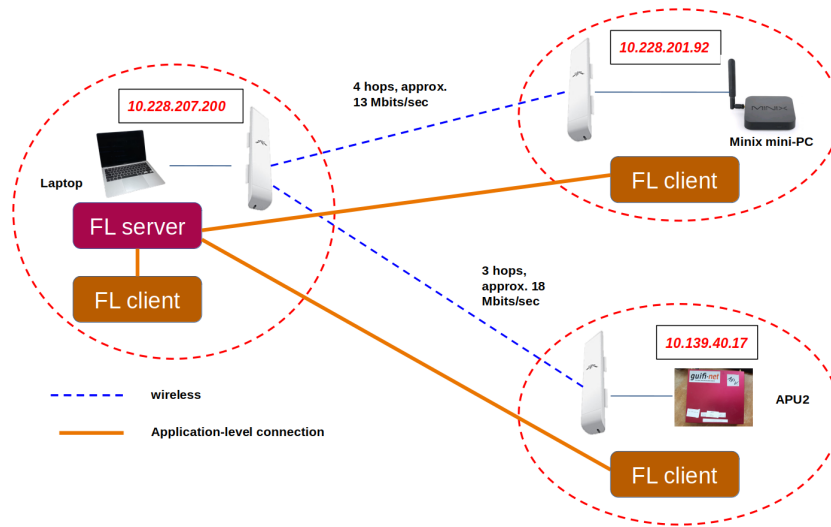 10.228.201.92
4 hops, approx.
13 Mbits/sec
10.228.207.200
MINIX
Minix mini-PC
Laptop
FL client
FL server
3 hops,
approx. 18
Mbits/sec
FL client
10.139.40.17
guifi·net
APU2
wireless
Application-level connection
FL client